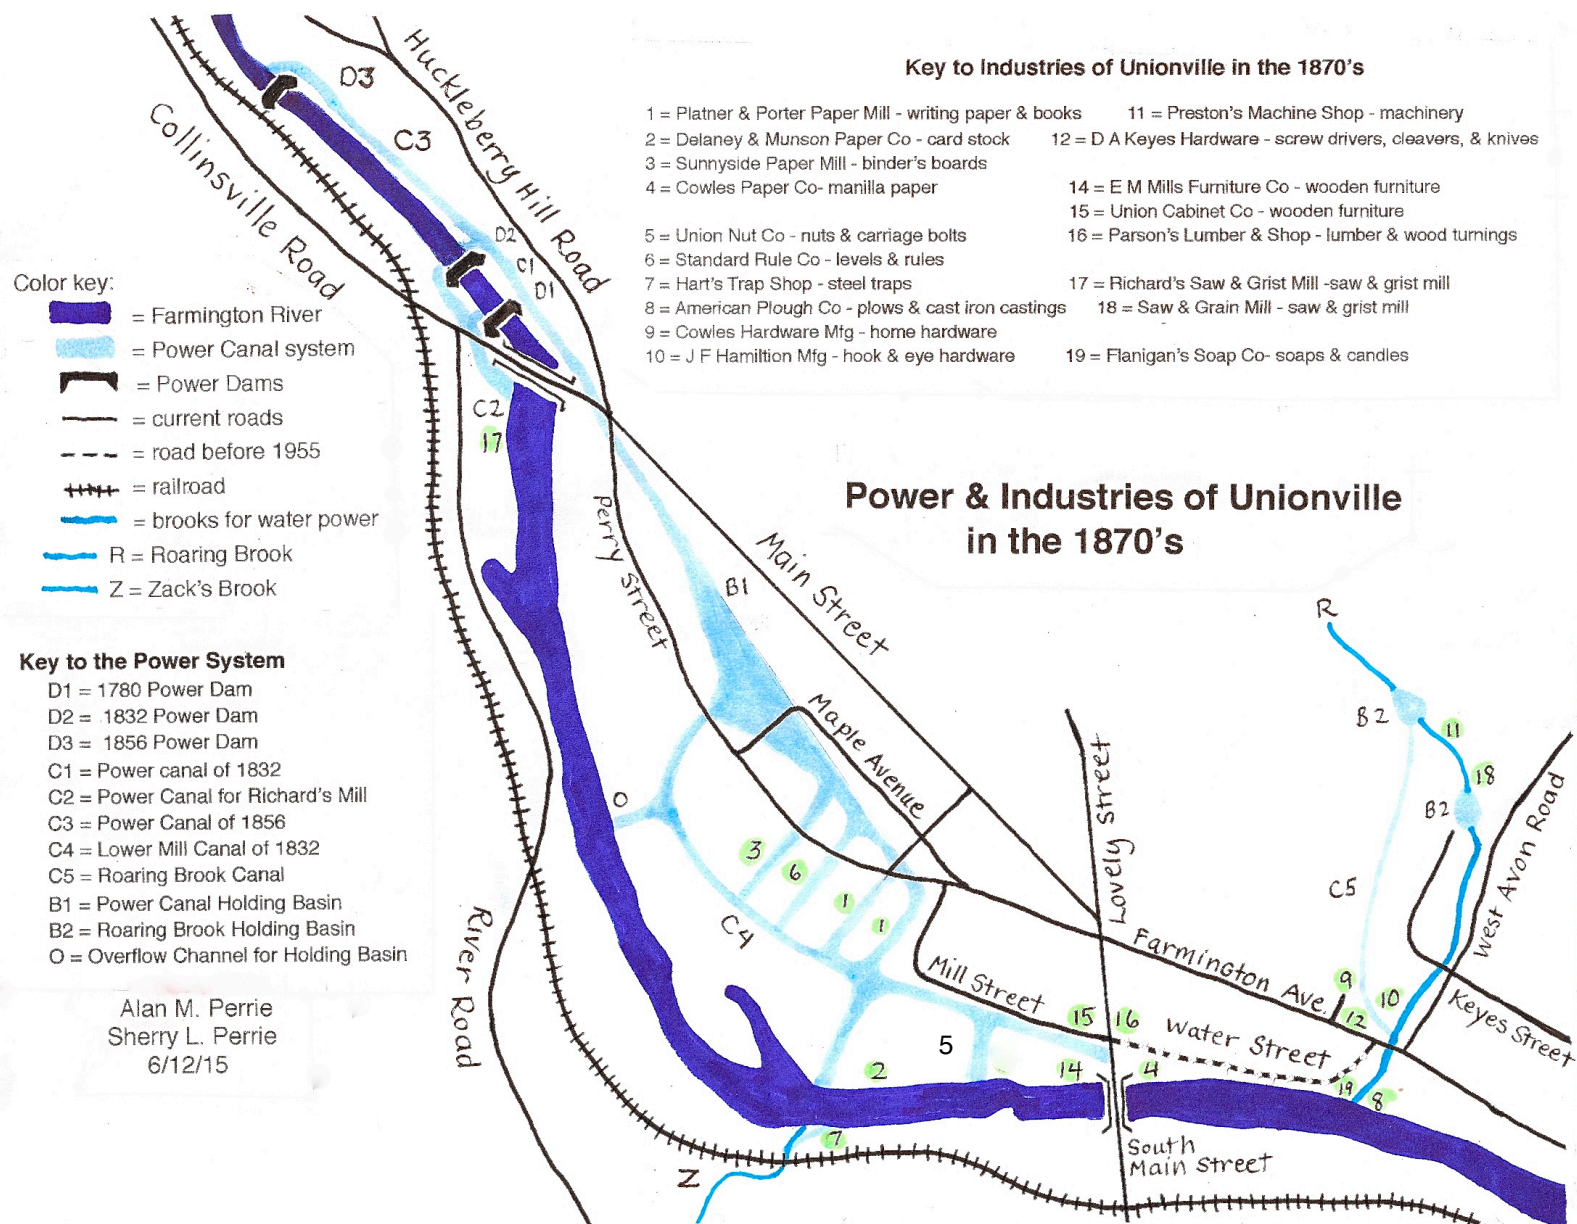 Key to Industries of Unionville in the 1870's
1 = Platner & Porter Paper Mill - writing paper & books
11 = Preston's Machine Shop - machinery
2 = Delaney & Munson Paper Co - card stock
12 = D A Keyes Hardware - screw drivers, cleavers, & knives
3 = Sunnyside Paper Mill - binder's boards
4 = Cowles Paper Co- manilla paper
14 = E M Mills Furniture Co - wooden furniture
15 = Union Cabinet Co - wooden furniture
5 = Union Nut Co - nuts & carriage bolts
16 = Parson's Lumber & Shop - lumber & wood turnings
6 = Standard Rule Co - levels & rules
7 = Hart's Trap Shop - steel traps
17 = Richard's Saw & Grist Mill -saw & grist mill
8 = American Plough Co - plows & cast iron castings
18 = Saw & Grain Mill - saw & grist mill
9 = Cowles Hardware Mfg - home hardware
10 = J F Hamiltion Mfg - hook & eye hardware
19 = Flanigan's Soap Co- soaps & candles
Power & Industries of Unionville
in the 1870's
Color key:
= Farmington River
= Power Canal system
= Power Dams
= current roads
= road before 1955
= railroad
= brooks for water power
R = Roaring Brook
Z = Zack's Brook
Key to the Power System
D1 = 1780 Power Dam
D2 = 1832 Power Dam
D3 = 1856 Power Dam
C1 = Power canal of 1832
C2 = Power Canal for Richard's Mill
C3 = Power Canal of 1856
C4 = Lower Mill Canal of 1832
C5 = Roaring Brook Canal
B1 = Power Canal Holding Basin
B2 = Roaring Brook Holding Basin
O = Overflow Channel for Holding Basin
Alan M. Perrie
Sherry L. Perrie
6/12/15
Huckleberry Hill Road
Collinsville Road
D3
C3
D2
C1
D1
C2
17
Perry Street
Main Street
B1
Maple Avenue
Lovely Street
O
3
6
1
1
C4
River Road
Mill Street
Farmington Ave.
Water Street
15
16
5
2
14
4
7
Z
South
Main Street
R
B2
11
18
B2
C5
West Avon Road
Keyes Street
9
10
12
19
8